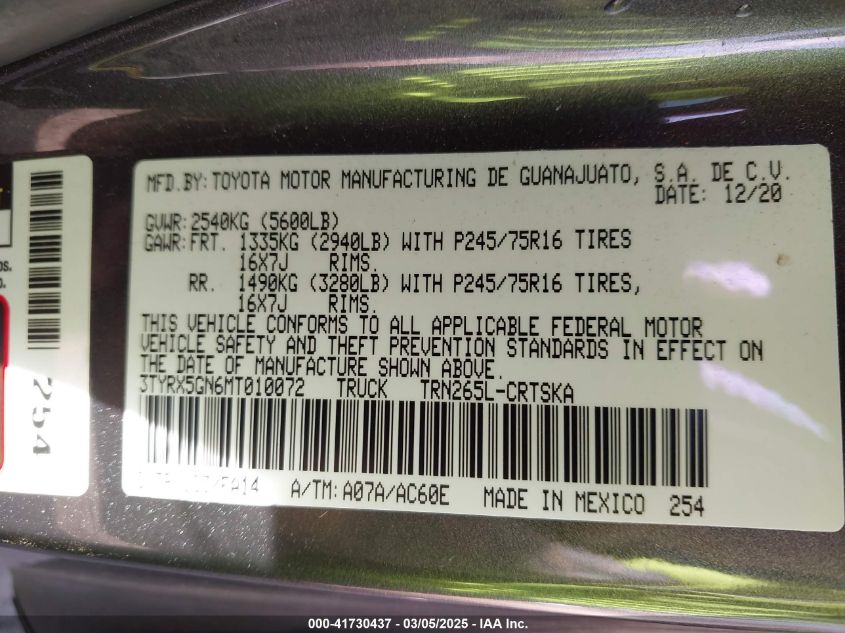 MFD.BY: TOYOTA MOTOR MANUFACTURING DE GUANAJUATO, S.A. DE C.V.
DATE: 12/20
GVWR: 2540KG (5600LB)
GAWR: FRT. 1335KG (2940LB) WITH P245/75R16 TIRES
16X7J RIMS.
RR. 1490KG (3280LB) WITH P245/75R16 TIRES,
16X7J RIMS.
THIS VEHICLE CONFORMS TO ALL APPLICABLE FEDERAL MOTOR
VEHICLE SAFETY AND THEFT PREVENTION STANDARDS IN EFFECT ON
THE DATE OF MANUFACTURE SHOWN ABOVE.
3TYRX5GN6MT010072 TRUCK TRN265L-CRTSKA
A/TM: A07A/AC60E MADE IN MEXICO 254
254
000-41730437 - 03/05/2025 - IAA Inc.